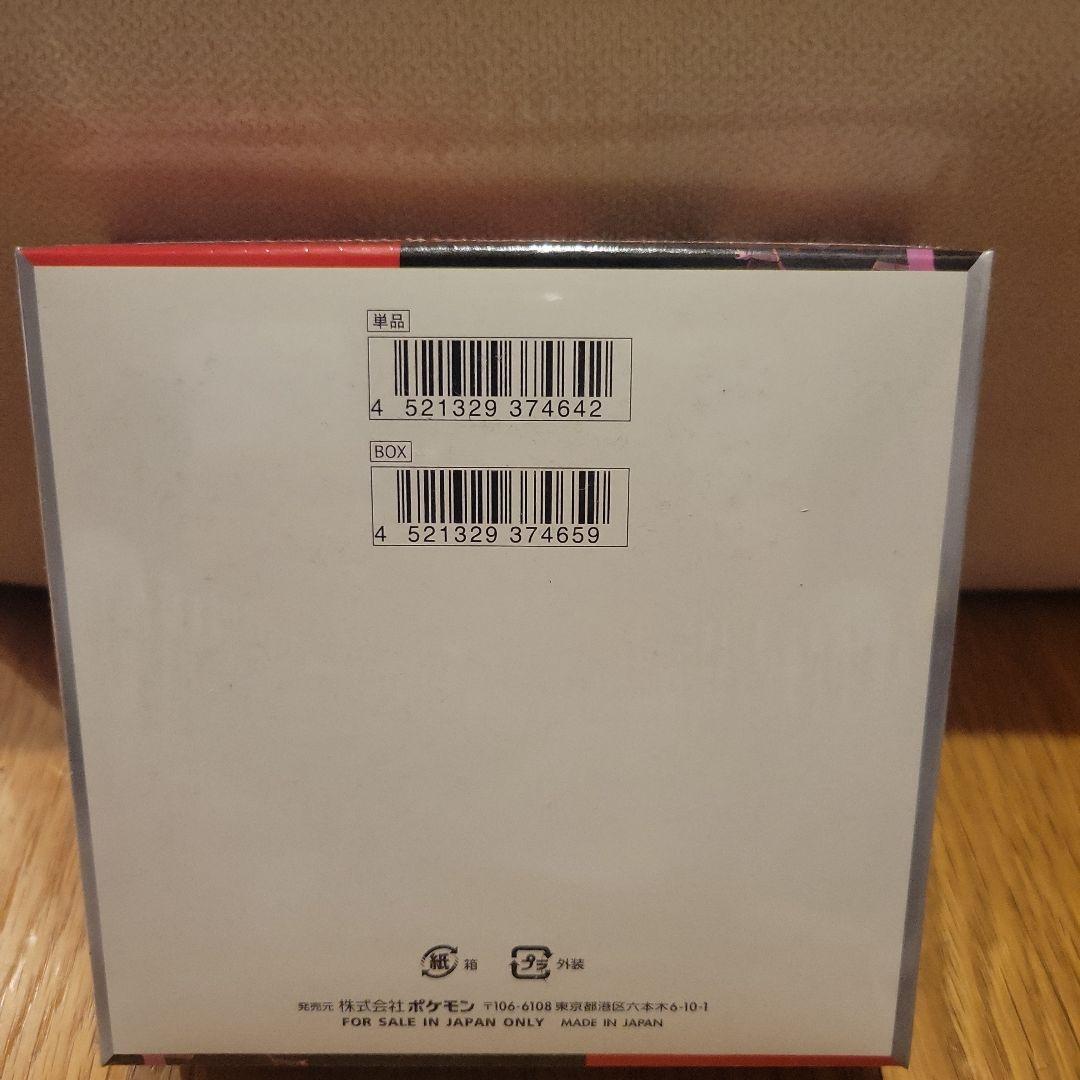 単品
4 521329 374642
BOX
4 521329 374659
紙 箱 プラ 外装
発売元 株式会社ポケモン 〒106-6108 東京都港区六本木6-10-1
FOR SALE IN JAPAN ONLY MADE IN JAPAN